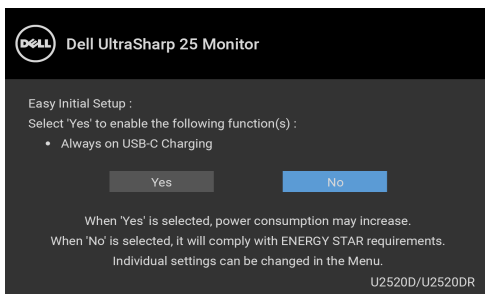 DELL Dell UltraSharp 25 Monitor
Easy Initial Setup :
Select 'Yes' to enable the following function(s) :
• Always on USB-C Charging
Yes No
When 'Yes' is selected, power consumption may increase.
When 'No' is selected, it will comply with ENERGY STAR requirements.
Individual settings can be changed in the Menu.
U2520D/U2520DR